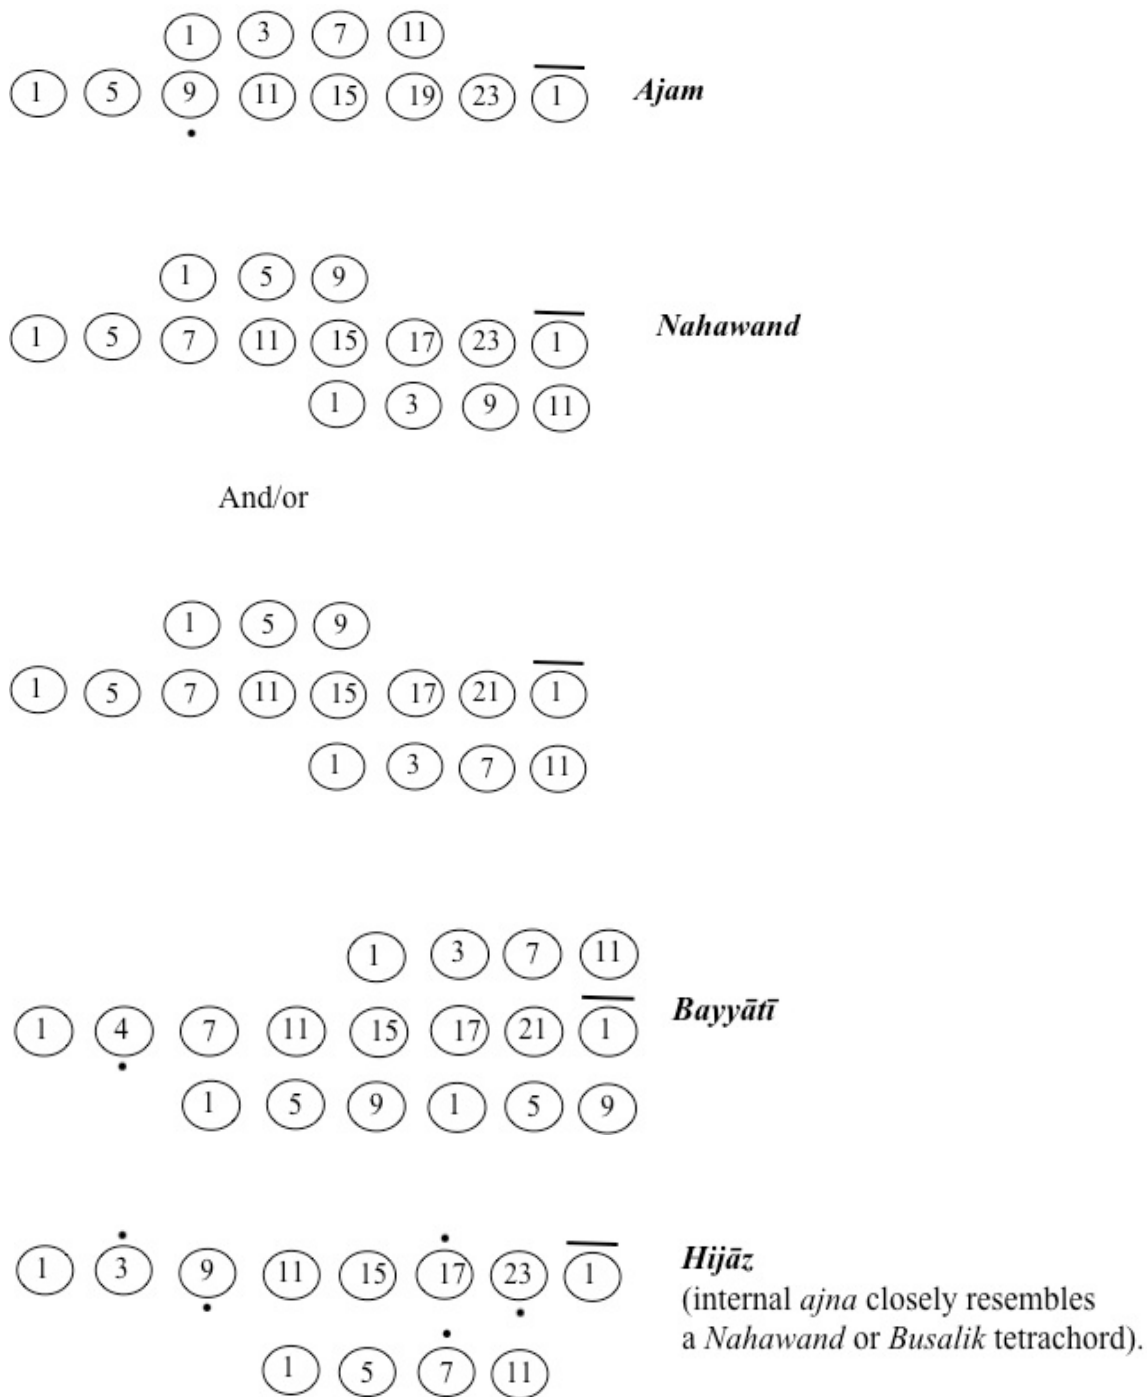 1 3 7 11
1 5 9 11 15 19 23 1 Ajam
1 5 9
1 5 7 11 15 17 23 1 Nahawand
1 3 9 11
And/or
1 5 9
1 5 7 11 15 17 21 1
1 3 7 11
1 3 7 11
1 4 7 11 15 17 21 1 Bayyātī
1 5 9 1 5 9
1 3 9 11 15 17 23 1 Hijāz
(internal ajna closely resembles
a Nahawand or Busalik tetrachord).
1 5 7 11